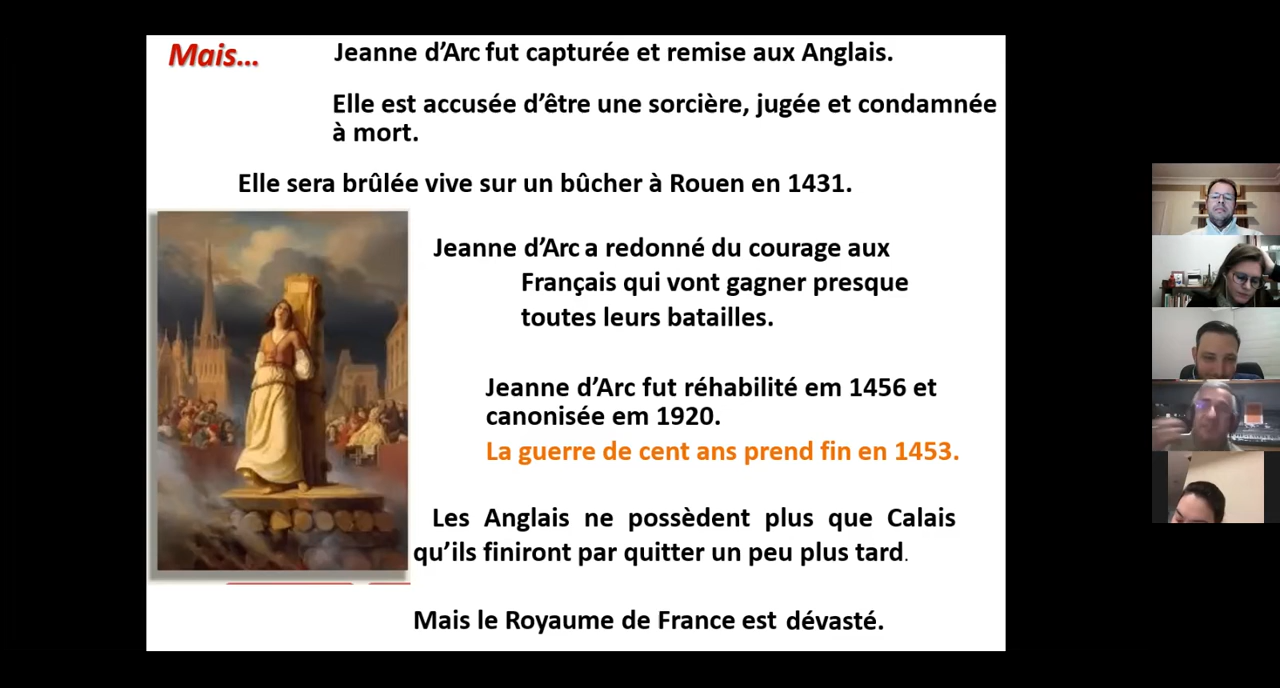 Mais...
Jeanne d’Arc fut capturée et remise aux Anglais.
Elle est accusée d’être une sorcière, jugée et condamnée
à mort.
Elle sera brûlée vive sur un bûcher à Rouen en 1431.
Jeanne d’Arc a redonné du courage aux
Français qui vont gagner presque
toutes leurs batailles.
Jeanne d’Arc fut réhabilité em 1456 et
canonisée em 1920.
La guerre de cent ans prend fin en 1453.
Les Anglais ne possèdent plus que Calais
qu’ils finiront par quitter un peu plus tard.
Mais le Royaume de France est dévasté.